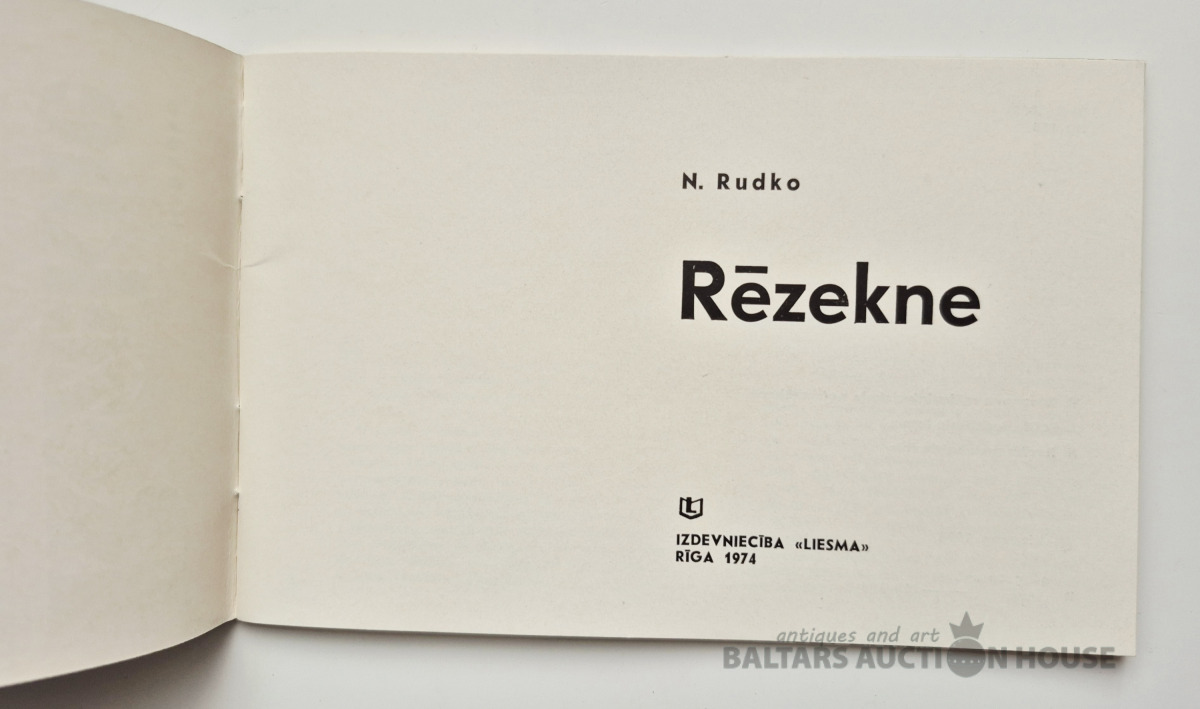 N. Rudko
Rēzekne
IZDEVNIECĪBA «LIESMA»
RĪGA 1974
antiques and art
BALTARS AUCTION HOUSE